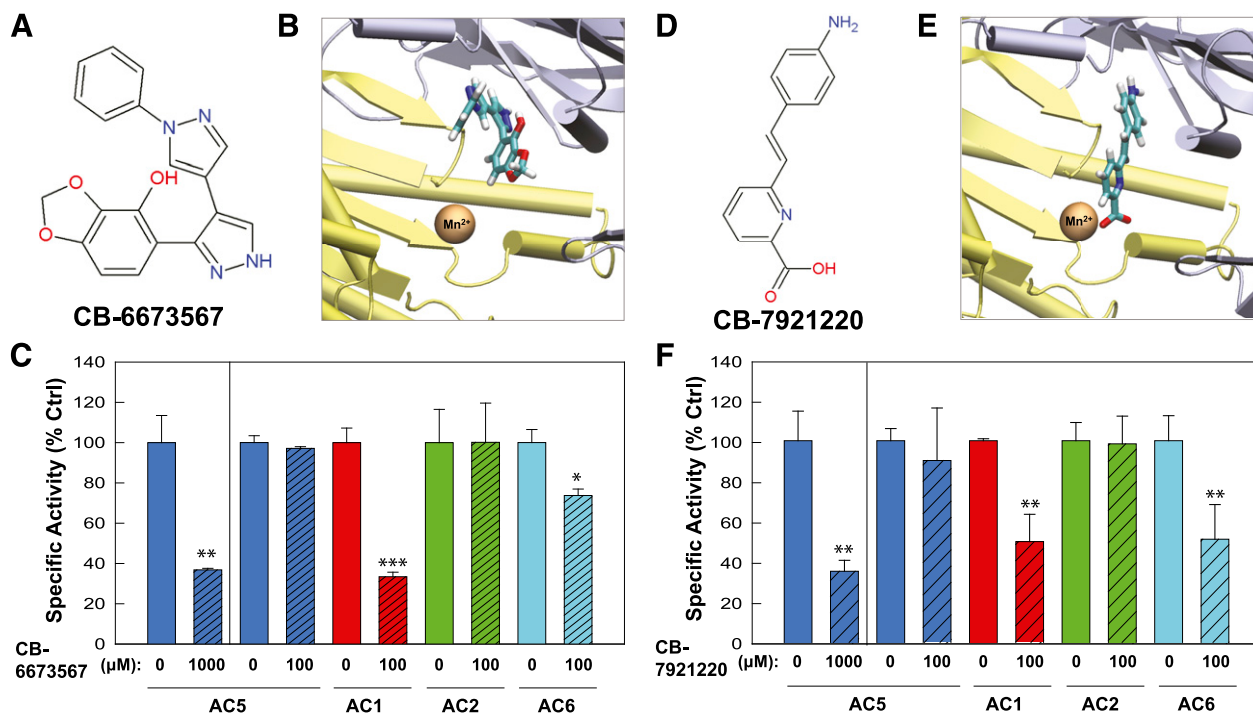 A
N
N
O
O
OH
N
NH
CB-6673567
B
Mn²⁺
D
NH₂
N
OH
O
CB-7921220
E
Mn²⁺
C
Specific Activity (% Ctrl)
140
120
100
80
60
40
20
0
**
***
*
CB-
6673567
(µM): 0 1000 0 100 0 100 0 100 0 100
AC5 AC1 AC2 AC6
F
Specific Activity (% Ctrl)
140
120
100
80
60
40
20
0
**
**
**
CB-
7921220
(µM): 0 1000 0 100 0 100 0 100 0 100
AC5 AC1 AC2 AC6